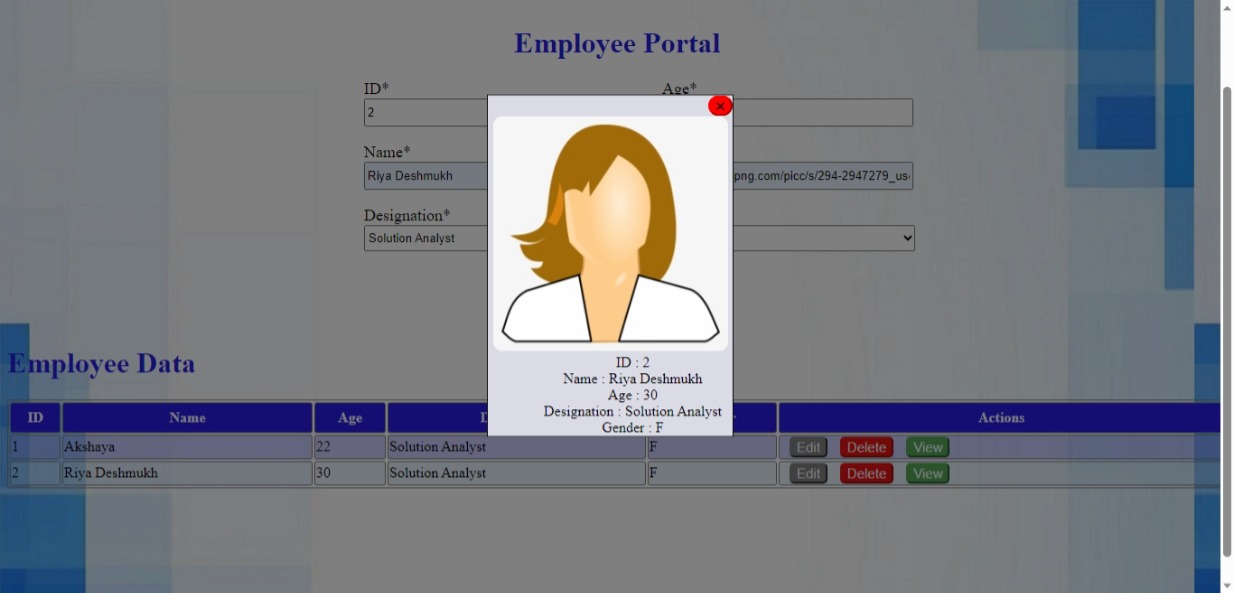 Employee Portal
ID* Age*
2
Name*
Riya Deshmukh png.com/picc/s/294-2947279_us
Designation*
Solution Analyst
ID : 2
Name : Riya Deshmukh
Age : 30
Designation : Solution Analyst
Gender : F
Employee Data
ID Name Age Actions
1 Akshaya 22 Solution Analyst F Edit Delete View
2 Riya Deshmukh 30 Solution Analyst F Edit Delete View